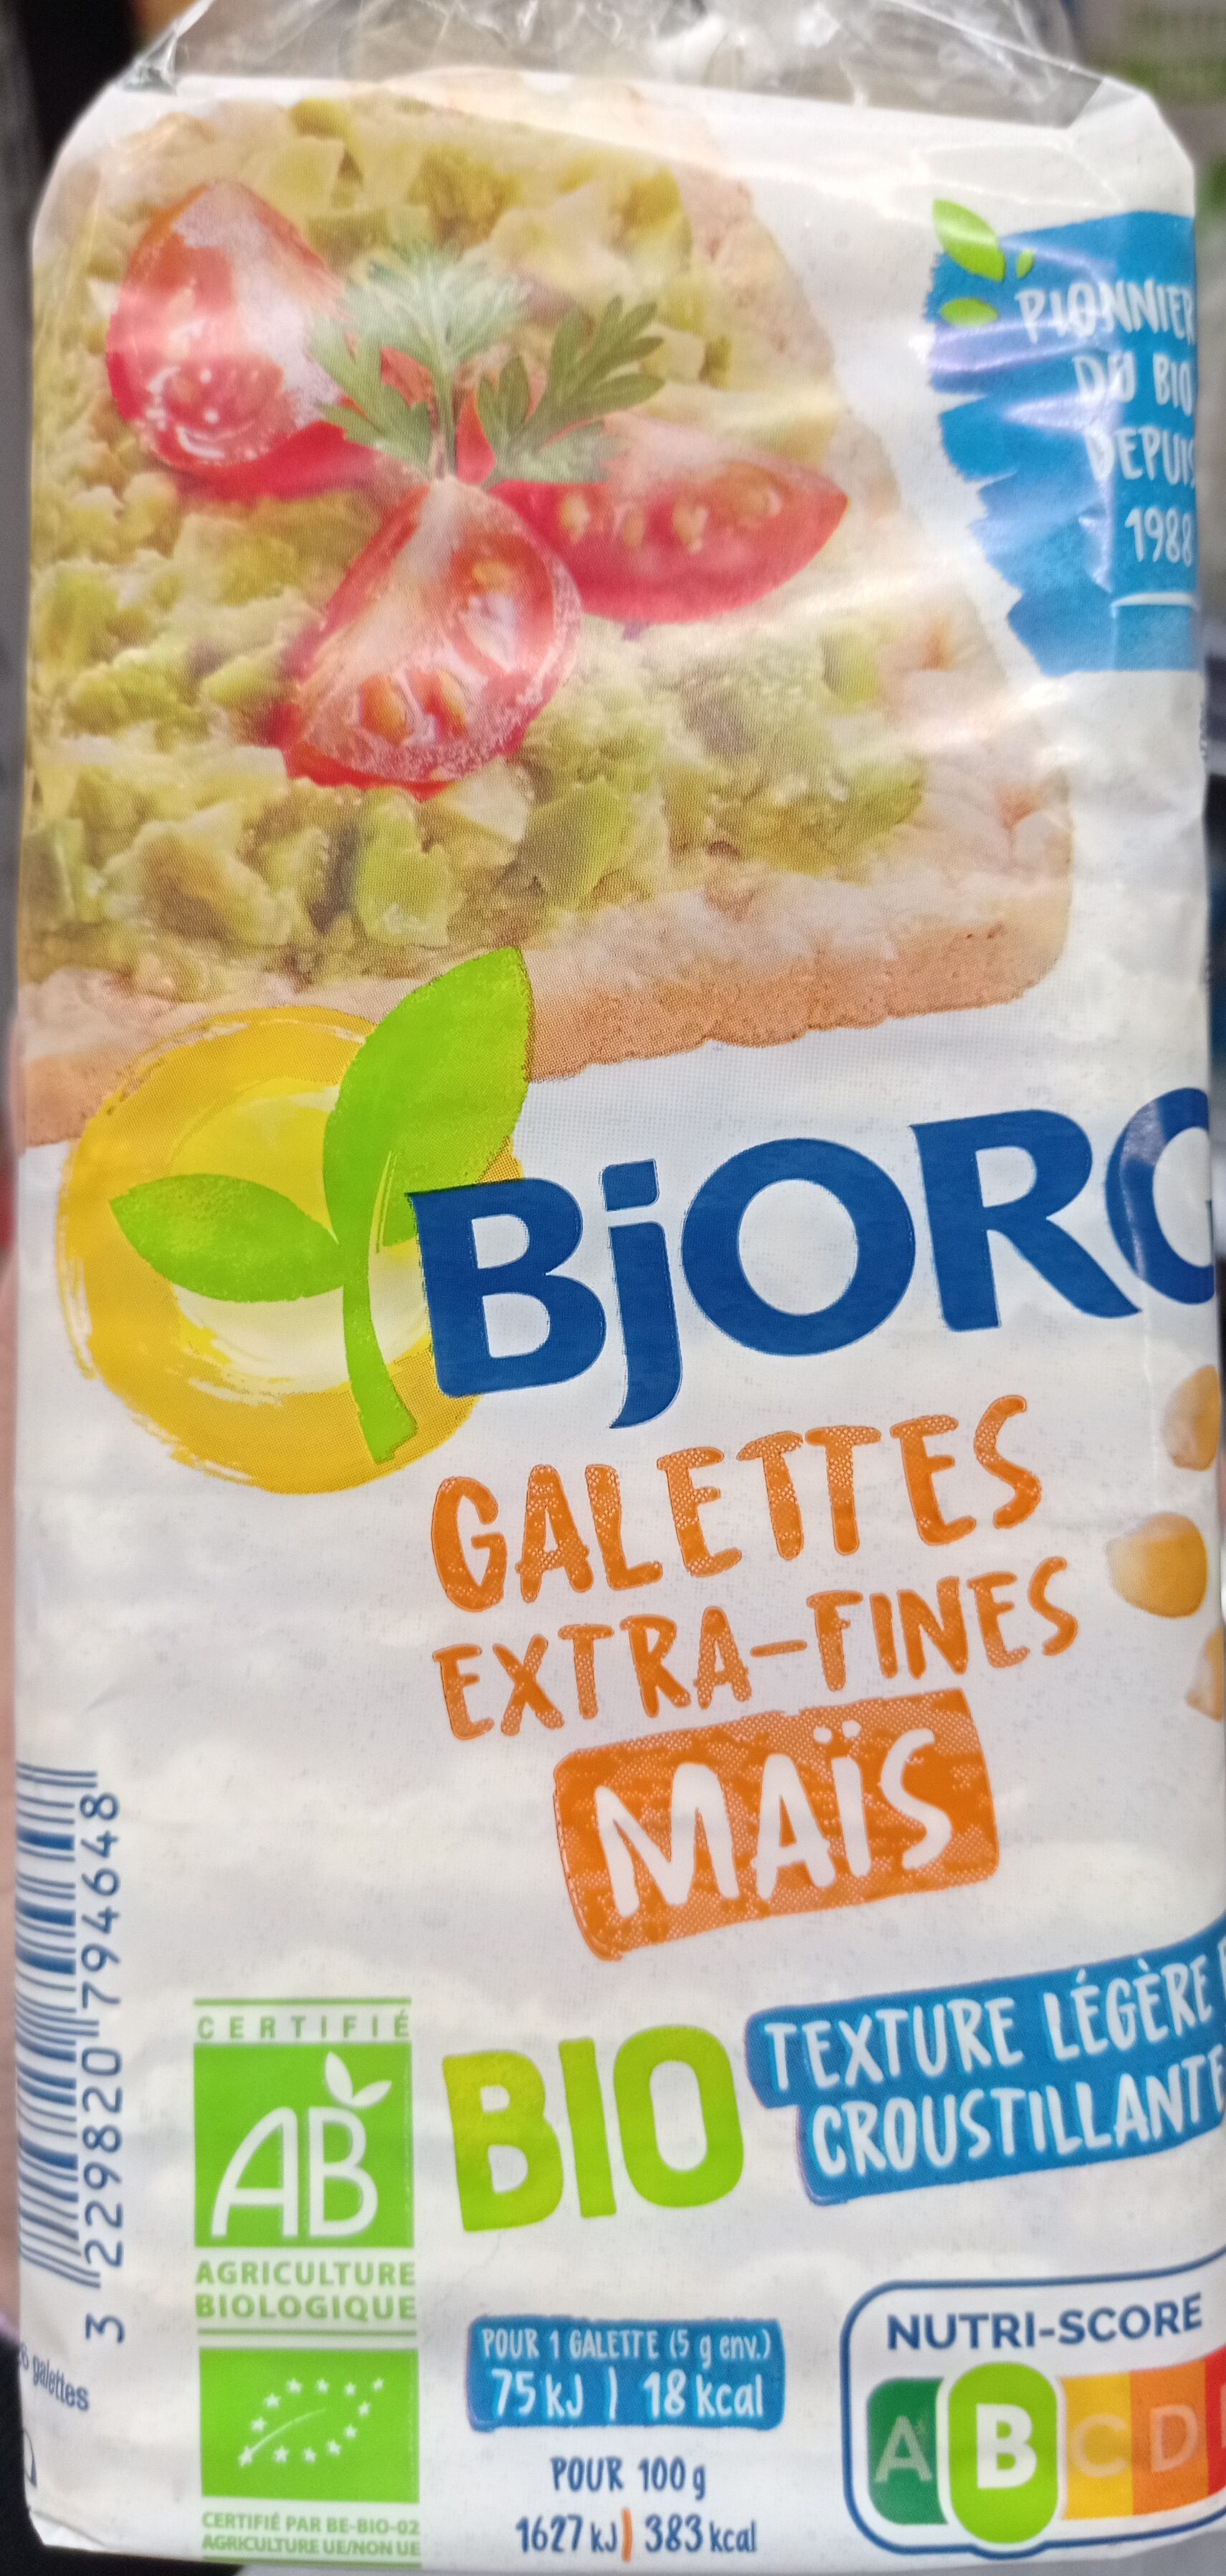 PIONNIER
DU BIO
DEPUIS
1988
BjORG
GALETTES
EXTRA-FINES
MAÏS
3 229820 794648
CERTIFIÉ
AB
AGRICULTURE
BIOLOGIQUE
BIO
TEXTURE LÉGÈRE
CROUSTILLANTE
POUR 1 GALETTE (5 g env.)
75 kJ | 18 kcal
POUR 100 g
1627 kJ | 383 kcal
NUTRI-SCORE
A B C D
galettes
CERTIFIÉ PAR BE-BIO-02
AGRICULTURE UE/NON UE